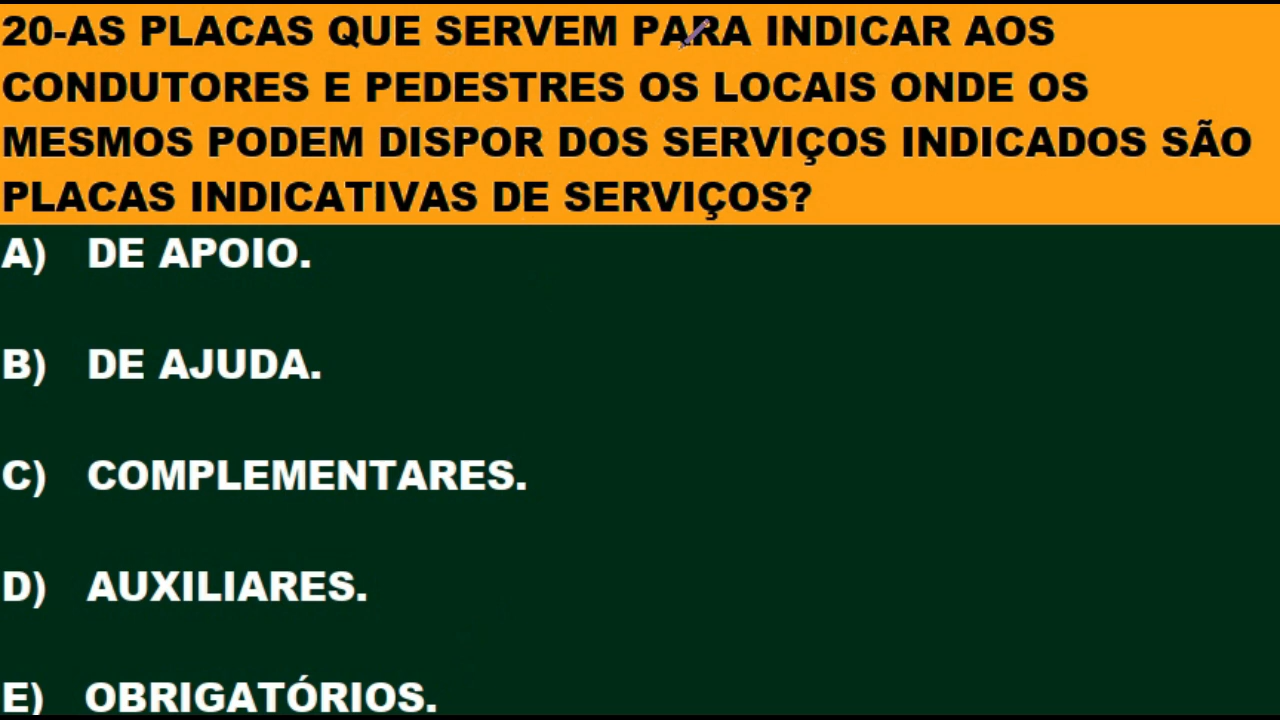 20-AS PLACAS QUE SERVEM PARA INDICAR AOS
CONDUTORES E PEDESTRES OS LOCAIS ONDE OS
MESMOS PODEM DISPOR DOS SERVIÇOS INDICADOS SÃO
PLACAS INDICATIVAS DE SERVIÇOS?
A) DE APOIO.
B) DE AJUDA.
C) COMPLEMENTARES.
D) AUXILIARES.
E) OBRIGATÓRIOS.